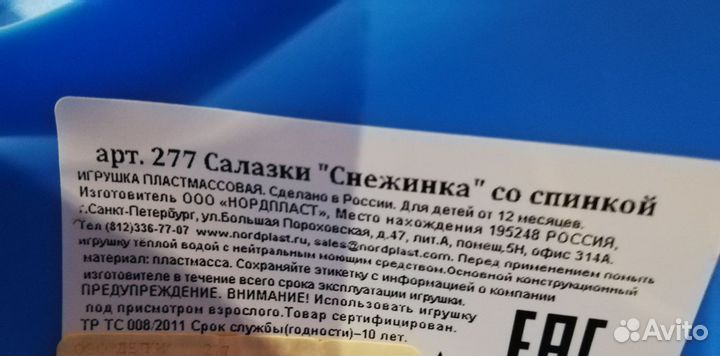 арт. 277 Салазки "Снежинка" со спинкой
ИГРУШКА ПЛАСТМАССОВАЯ. Сделано в России. Для детей от 12 месяцев.
Изготовитель ООО «НОРДПЛАСТ», Место нахождения 195248 РОССИЯ,
г.Санкт-Петербург, ул.Большая Пороховская, д.47, лит.А, помещ.5Н, офис 314А.
Тел (812)336-77-07 www.nordplast.ru, sales@nordplast.com. Перед применением помыть
игрушку тёплой водой с нейтральным моющим средством.Основной конструкционный
материал: пластмасса. Сохраняйте этикетку с информацией о компании
изготовителе в течение всего срока эксплуатации игрушки.
ПРЕДУПРЕЖДЕНИЕ. ВНИМАНИЕ! Использовать игрушку
под присмотром взрослого.Товар сертифицирован.
ТР ТС 008/2011 Срок службы(годности)–10 лет.
ЕАС
Avito